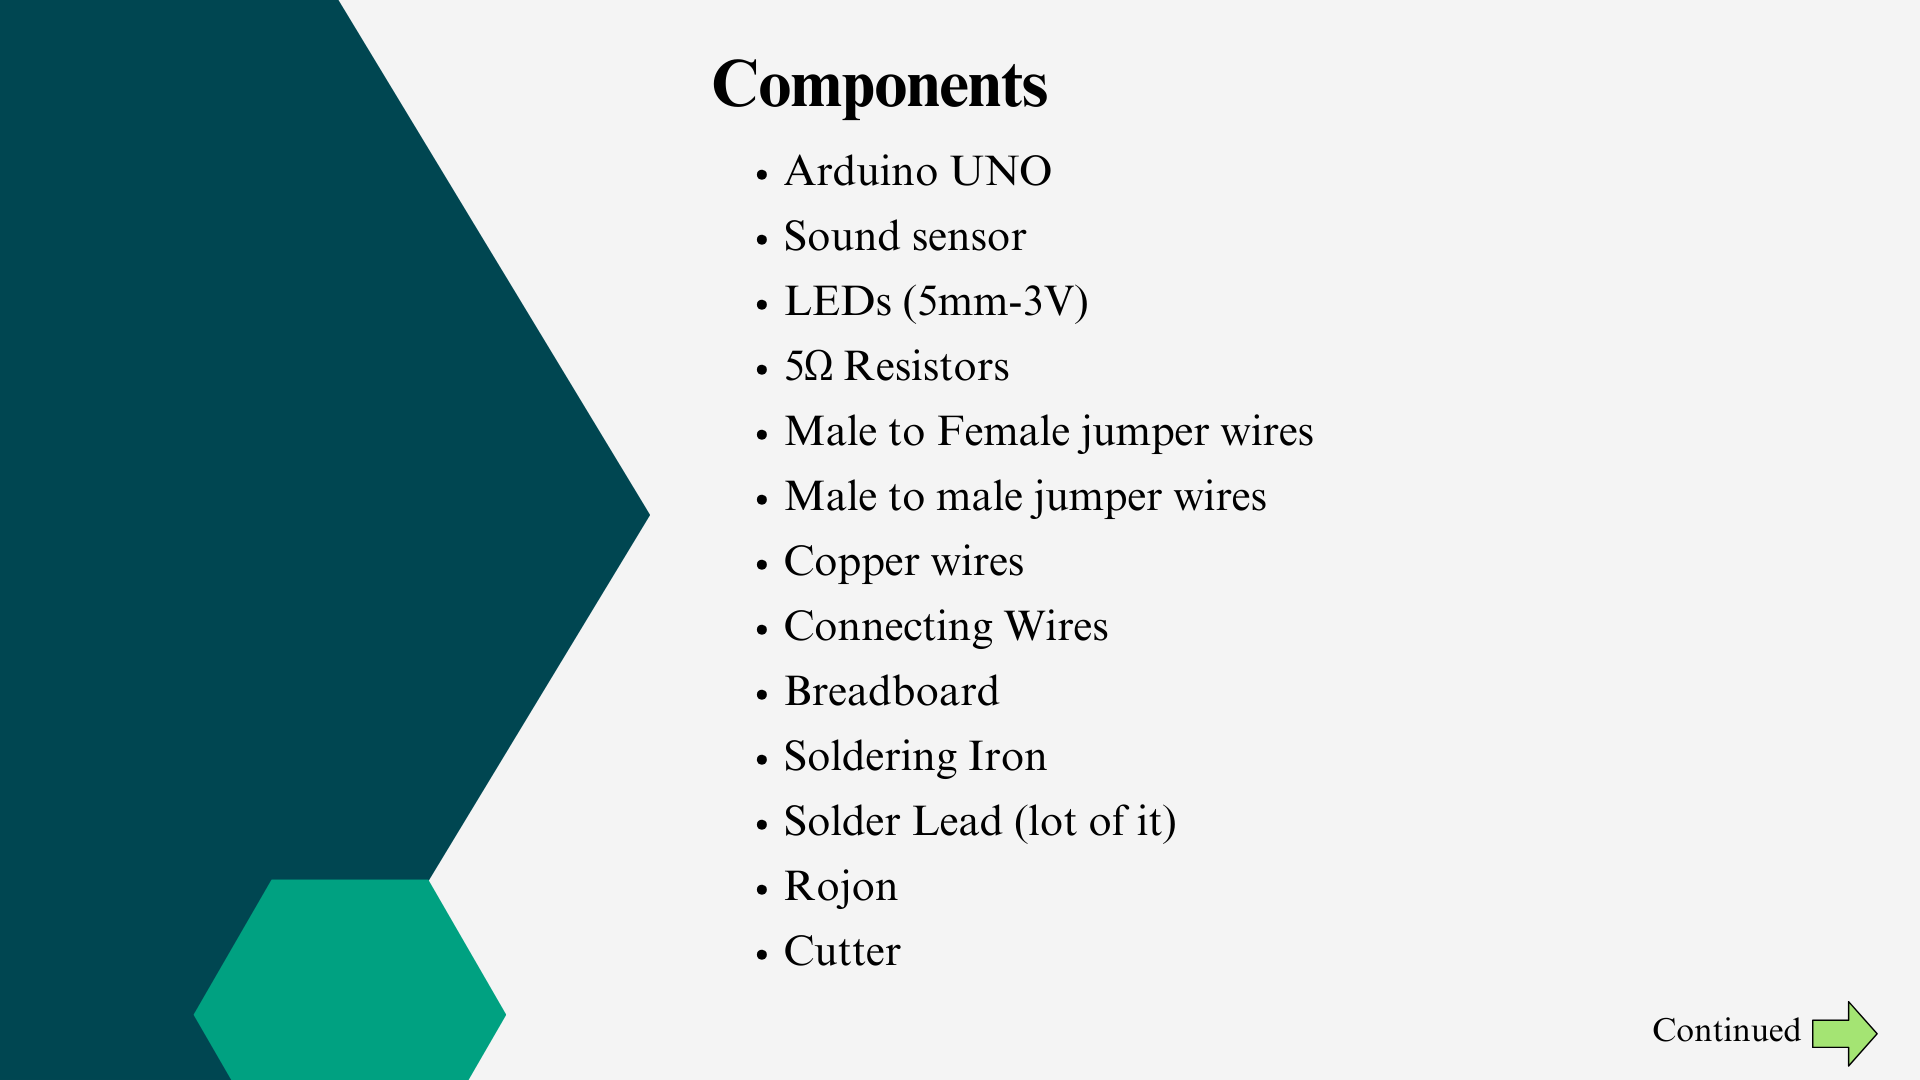 Components
• Arduino UNO
• Sound sensor
• LEDs (5mm-3V)
• 5Ω Resistors
• Male to Female jumper wires
• Male to male jumper wires
• Copper wires
• Connecting Wires
• Breadboard
• Soldering Iron
• Solder Lead (lot of it)
• Rojon
• Cutter
Continued